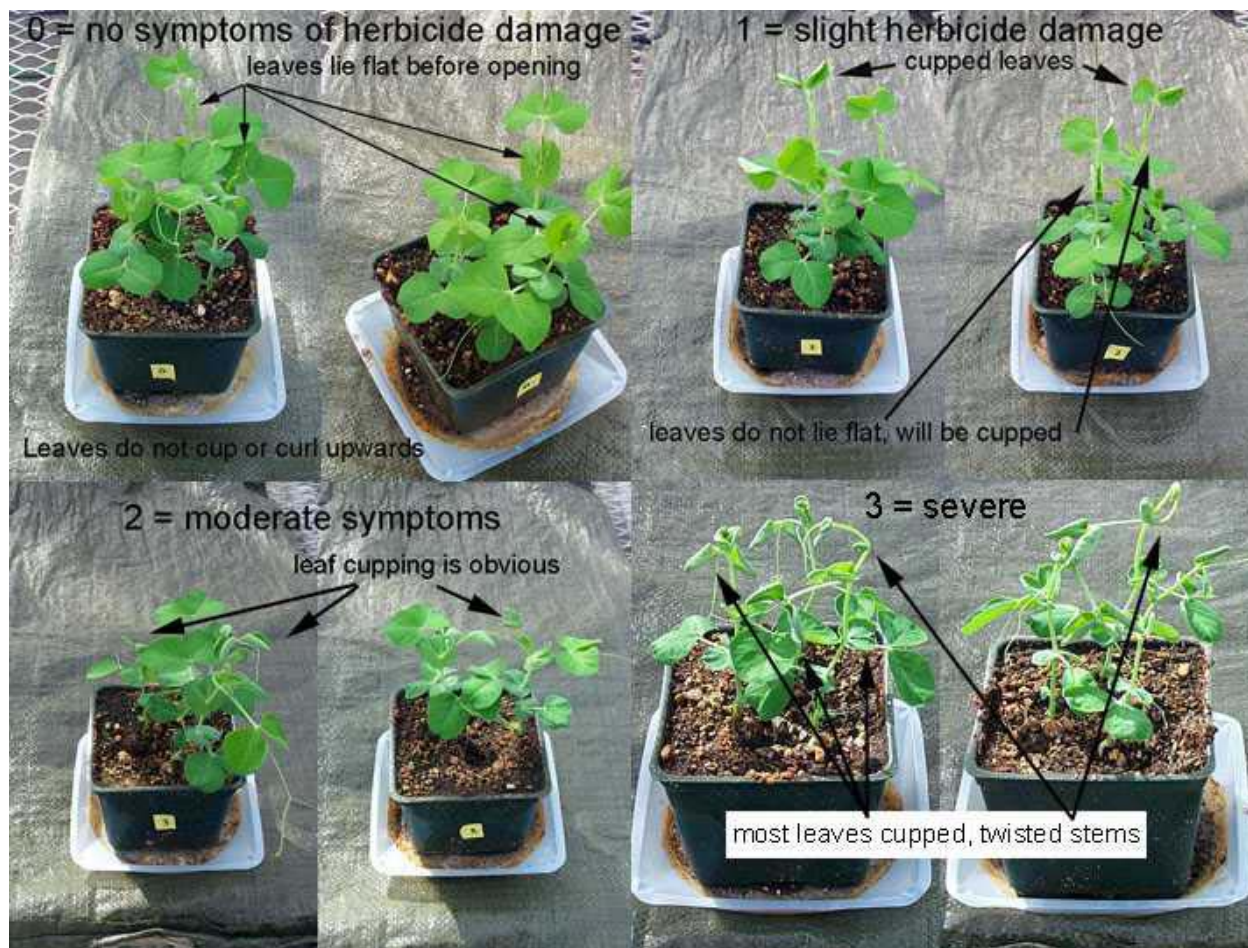 0 = no symptoms of herbicide damage
leaves lie flat before opening
Leaves do not cup or curl upwards
1 = slight herbicide damage
cupped leaves
leaves do not lie flat, will be cupped
2 = moderate symptoms
leaf cupping is obvious
3 = severe
most leaves cupped, twisted stems